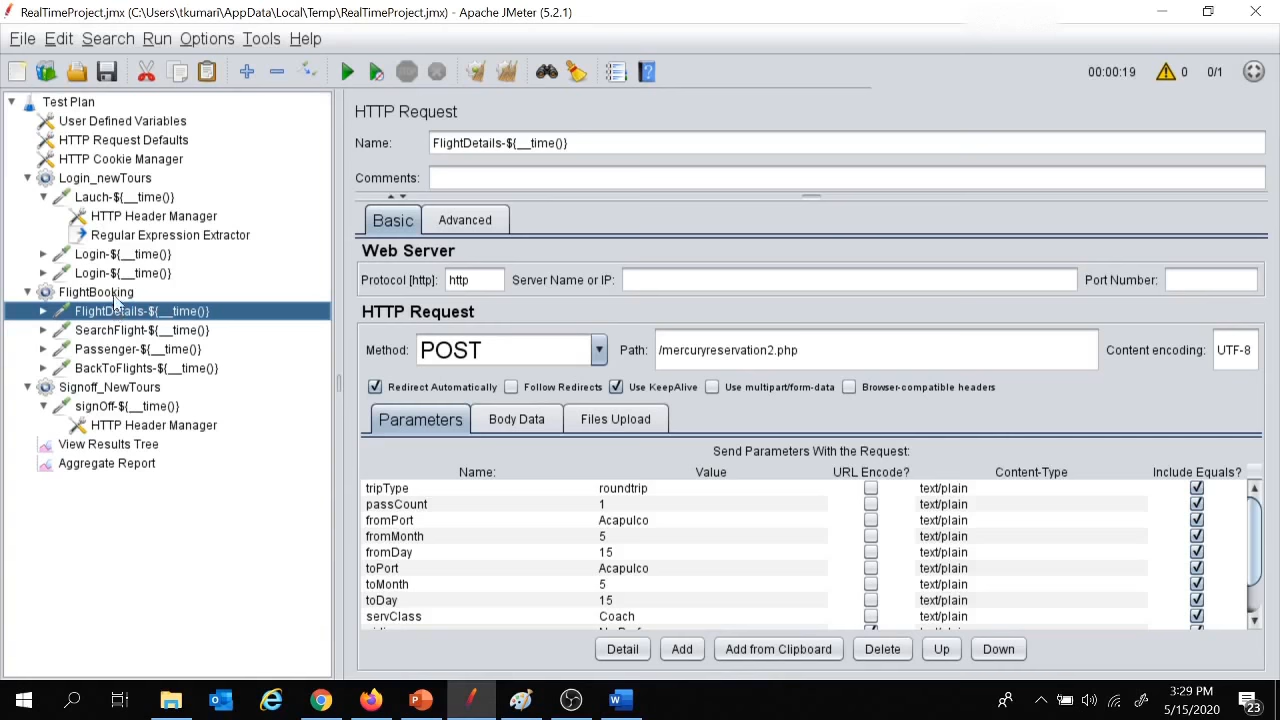 RealTimeProject.jmx (C:\Users\tkumari\AppData\Local\Temp\RealTimeProject.jmx) - Apache JMeter (5.2.1)
File Edit Search Run Options Tools Help
00:00:19 0 0/1
Test Plan
User Defined Variables
HTTP Request Defaults
HTTP Cookie Manager
Login_newTours
Lauch-${__time()}
HTTP Header Manager
Regular Expression Extractor
Login-${__time()}
Login-${__time()}
FlightBooking
FlightDetails-${__time()}
SearchFlight-${__time()}
Passenger-${__time()}
BackToFlights-${__time()}
Signoff_NewTours
signOff-${__time()}
HTTP Header Manager
View Results Tree
Aggregate Report
HTTP Request
Name: FlightDetails-${__time()}
Comments:
Basic Advanced
Web Server
Protocol [http]: http Server Name or IP: Port Number:
HTTP Request
Method: POST Path: /mercuryreservation2.php Content encoding: UTF-8
Redirect Automatically Follow Redirects Use KeepAlive Use multipart/form-data Browser-compatible headers
Parameters Body Data Files Upload
Send Parameters With the Request:
Name: Value URL Encode? Content-Type Include Equals?
tripType roundtrip text/plain
passCount 1 text/plain
fromPort Acapulco text/plain
fromMonth 5 text/plain
fromDay 15 text/plain
toPort Acapulco text/plain
toMonth 5 text/plain
toDay 15 text/plain
servClass Coach text/plain
Detail Add Add from Clipboard Delete Up Down
3:29 PM
5/15/2020
23